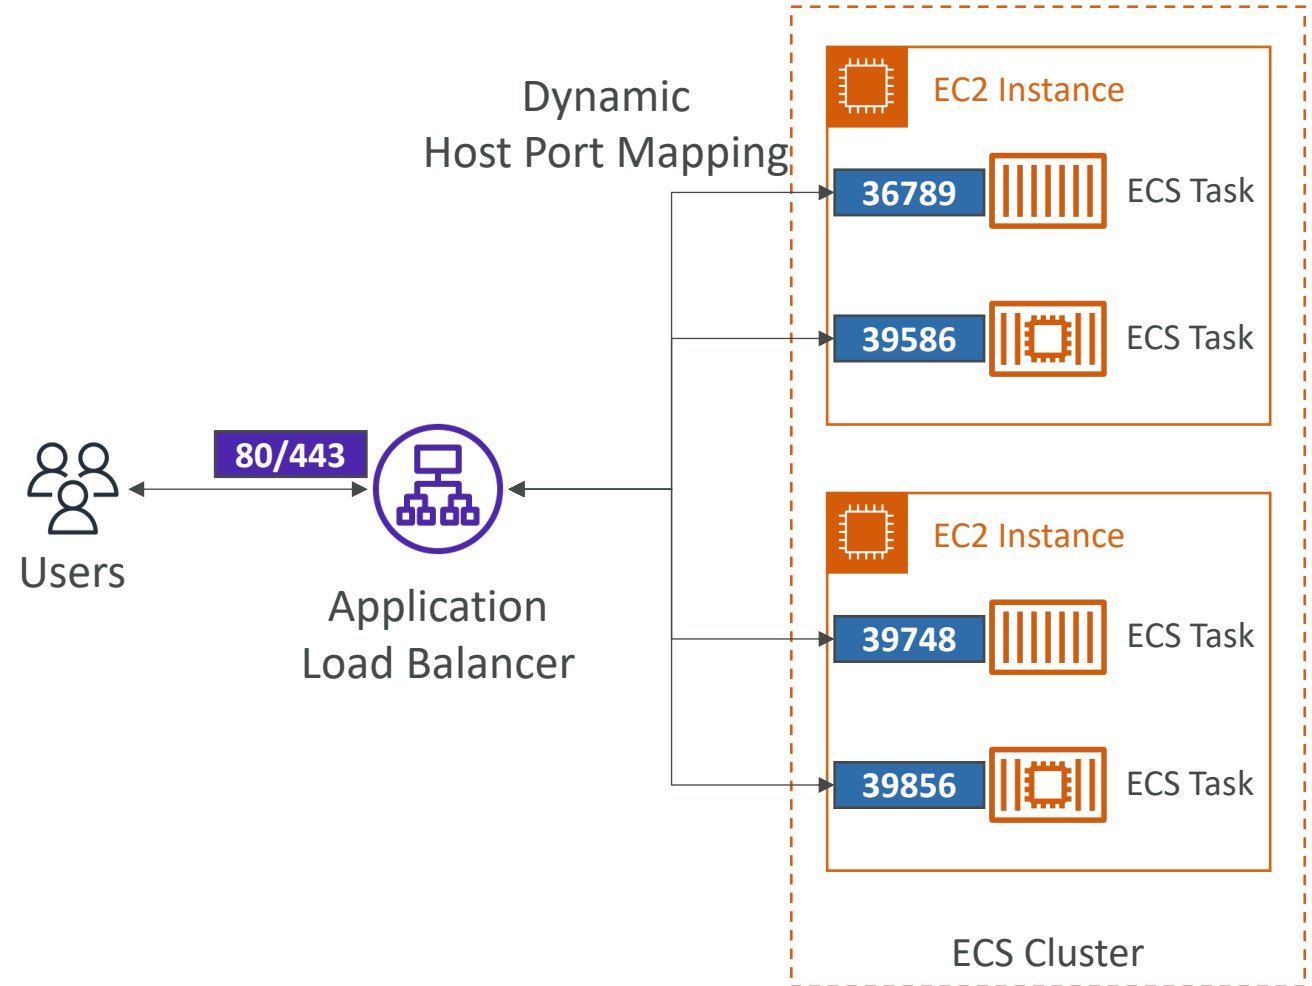 Dynamic
Host Port Mapping
EC2 Instance
36789
ECS Task
39586
ECS Task
80/443
Users
Application
Load Balancer
EC2 Instance
39748
ECS Task
39856
ECS Task
ECS Cluster